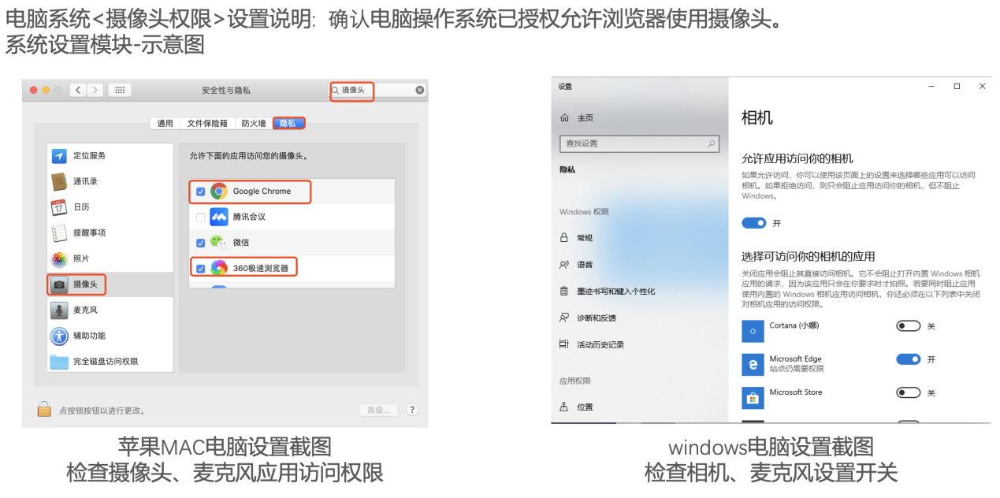 电脑系统<摄像头权限>设置说明: 确认电脑操作系统已授权允许浏览器使用摄像头。
系统设置模块-示意图
安全性与隐私
摄像头
通用 文件保险箱 防火墙 隐私
定位服务
通讯录
17
日历
提醒事项
照片
摄像头
麦克风
辅助功能
完全磁盘访问权限
允许下面的应用访问您的摄像头。
Google Chrome
腾讯会议
微信
360极速浏览器
点按锁按钮以进行更改。
高级... ?
苹果MAC电脑设置截图
检查摄像头、麦克风应用访问权限
设置
主页
查找设置
隐私
Windows 权限
常规
语音
墨迹书写和键入个性化
诊断和反馈
活动历史记录
应用权限
位置
相机
允许应用访问你的相机
如果允许访问,你可以使用该页面上的设置来选择哪些应用可以访问
相机。如果拒绝访问,则只会阻止应用访问你的相机,但不阻止
Windows。
开
选择可访问你的相机的应用
关闭应用会阻止其直接访问相机。它不会阻止打开内置 Windows 相机
应用的请求,因为该应用只会在你要求时才拍照。若要同时阻止应用
使用内置的 Windows 相机应用访问相机,你还必须在以下列表中关闭
对相机应用的访问权限。
Cortana (小娜) 关
Microsoft Edge 开
站点仍需要权限
Microsoft Store 关
windows电脑设置截图
检查相机、麦克风设置开关